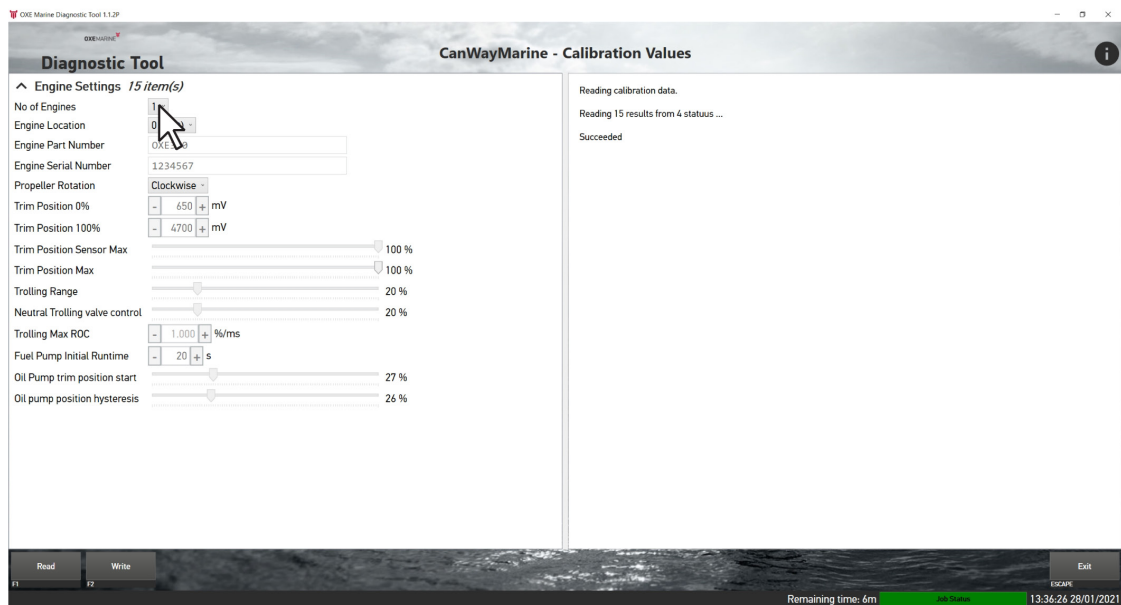 OXE Marine Diagnostic Tool 1.1.2P
OXEMARINE
Diagnostic Tool
CanWayMarine - Calibration Values
Engine Settings 15 item(s)
No of Engines 1
Engine Location 0
Engine Part Number
Engine Serial Number 1234567
Propeller Rotation Clockwise
Trim Position 0% - 650 + mV
Trim Position 100% - 4700 + mV
Trim Position Sensor Max 100 %
Trim Position Max 100 %
Trolling Range 20 %
Neutral Trolling valve control 20 %
Trolling Max ROC - 1.000 + %/ms
Fuel Pump Initial Runtime - 20 + s
Oil Pump trim position start 27 %
Oil pump position hysteresis 26 %
Reading calibration data.
Reading 15 results from 4 statuus ...
Succeeded
Read Write Exit
F1 F2 ESCAPE
Remaining time: 6m Job Status 13:36:26 28/01/2021